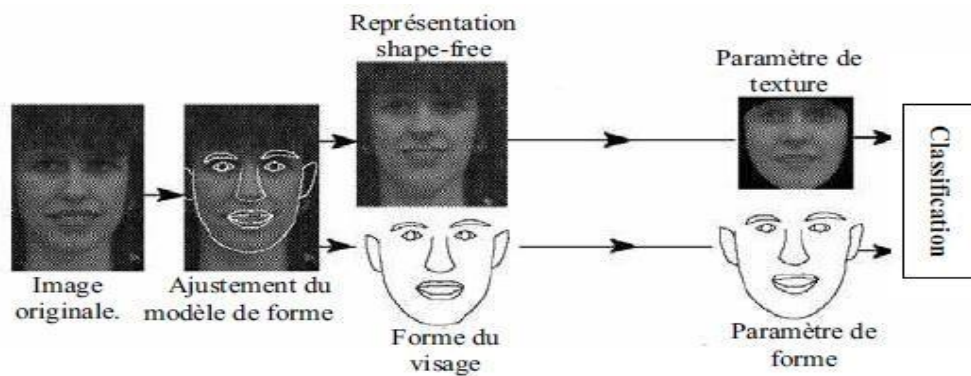 Image
originale.
Ajustement du
modèle de forme
Représentation
shape-free
Forme du
visage
Paramètre de
texture
Paramètre de
forme
Classification